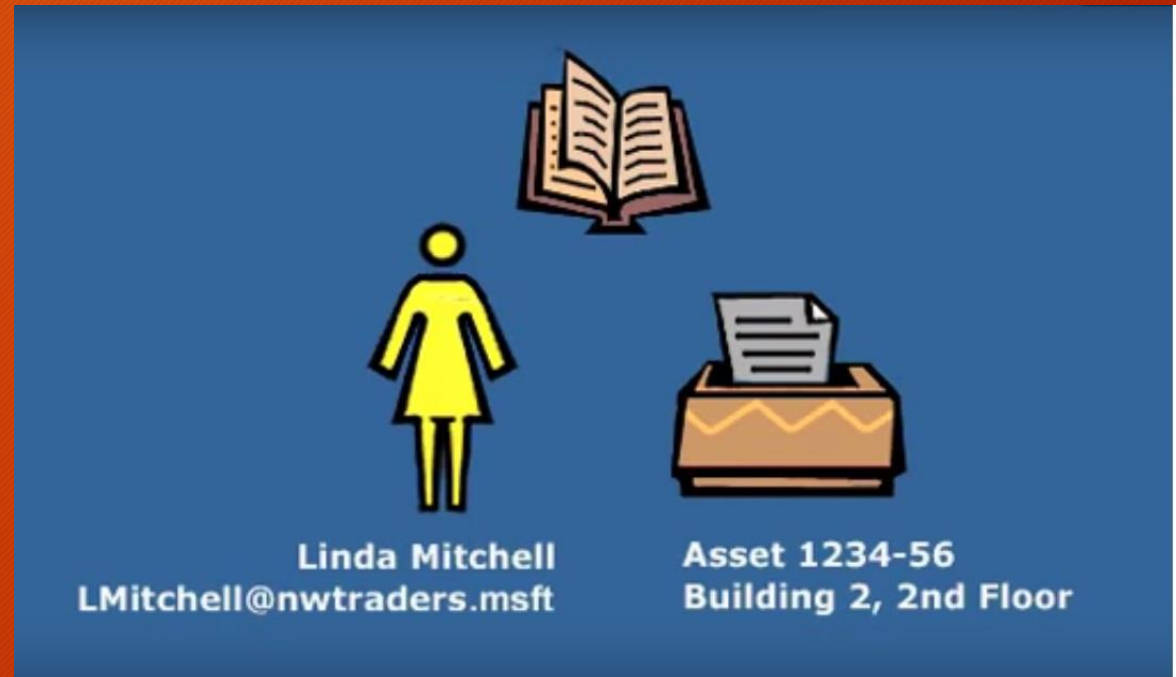 Linda Mitchell
LMitchell@nwtraders.msft
Asset 1234-56
Building 2, 2nd Floor